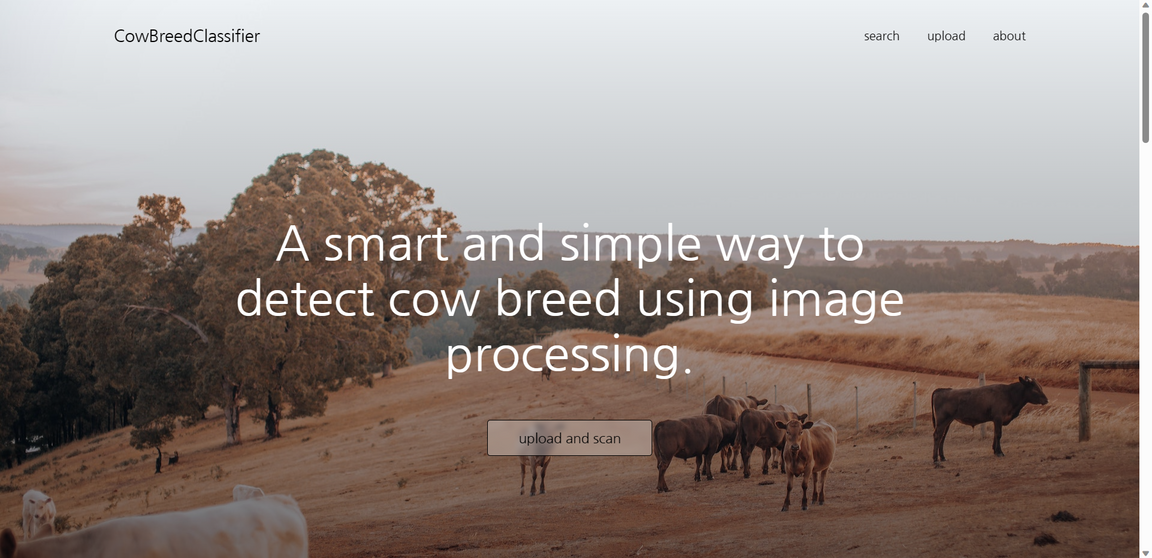 CowBreedClassifier
search
upload
about
A smart and simple way to
detect cow breed using image
processing.
upload and scan